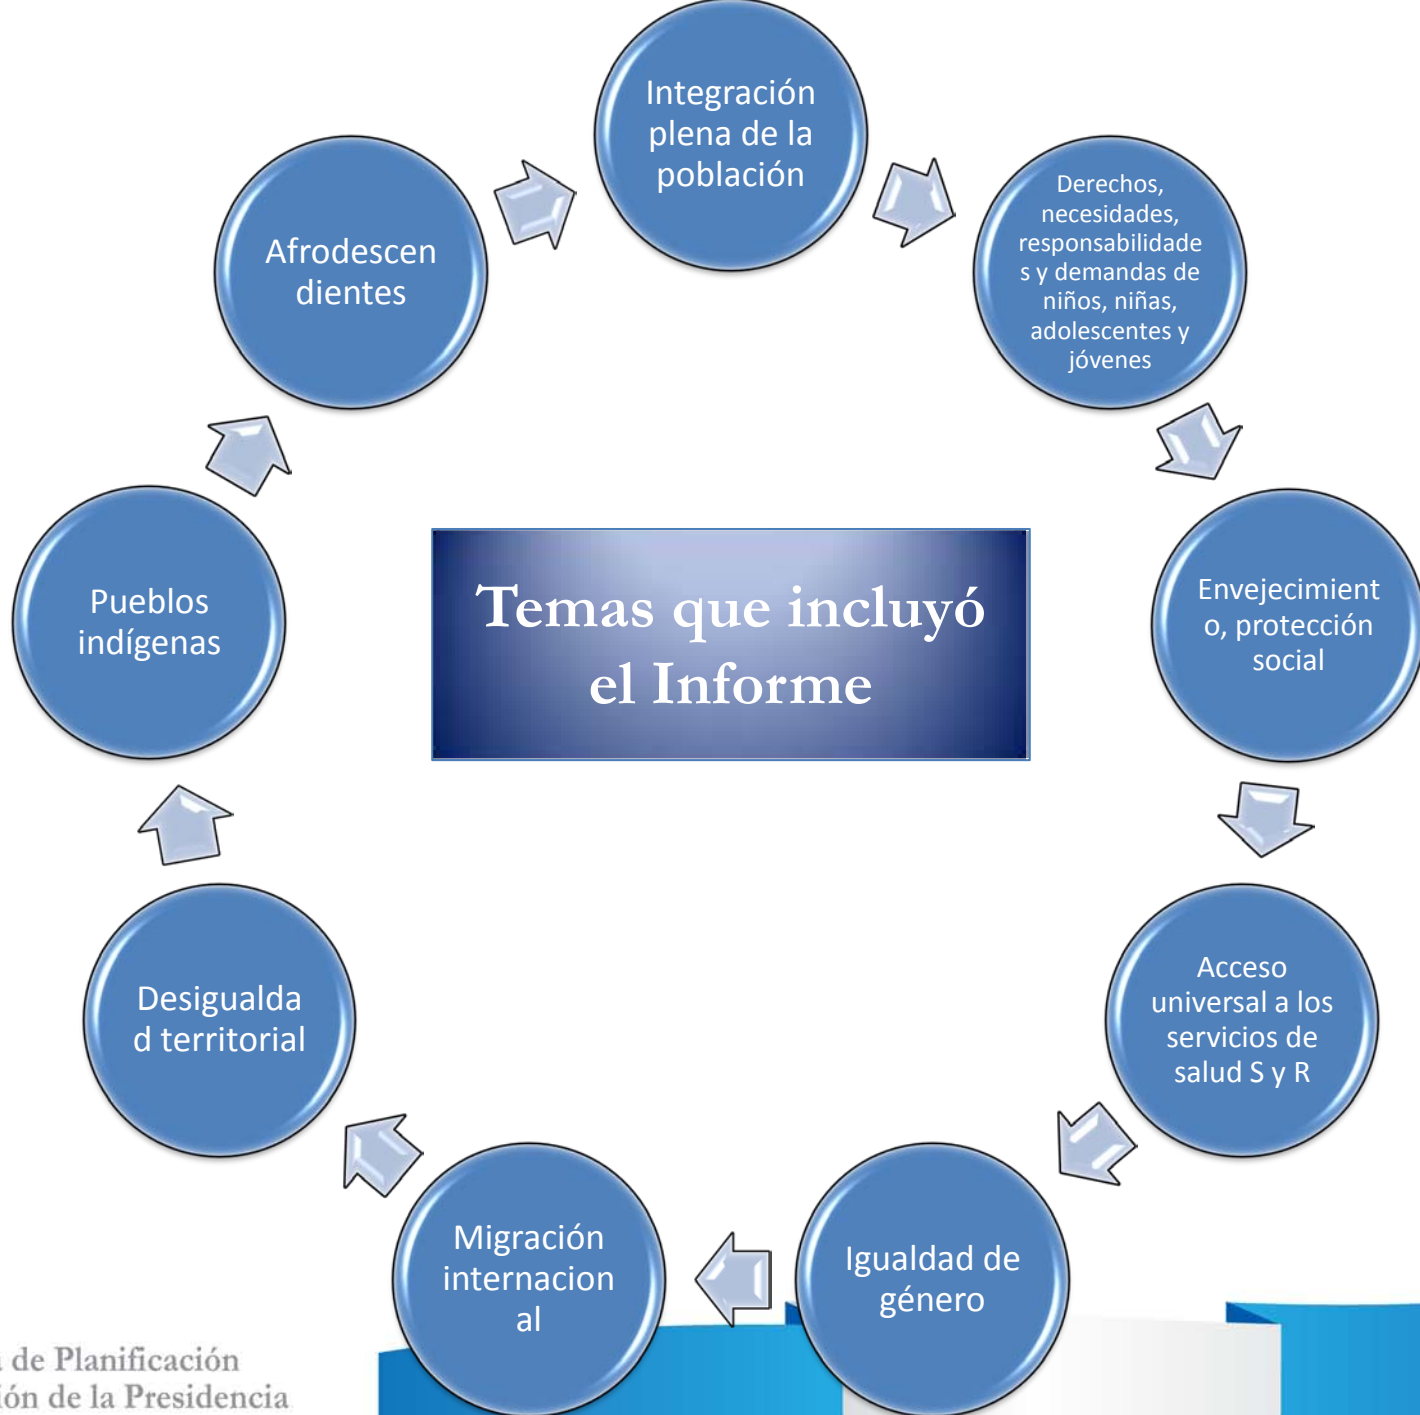 Integración
plena de la
población
Derechos,
necesidades,
responsabilidade
s y demandas de
niños, niñas,
adolescentes y
jóvenes
Envejecimient
o, protección
social
Acceso
universal a los
servicios de
salud S y R
Igualdad de
género
Migración
internacion
al
Desigualda
d territorial
Pueblos
indígenas
Afrodescen
dientes
Temas que incluyó
el Informe
de Planificación
de la Presidencia